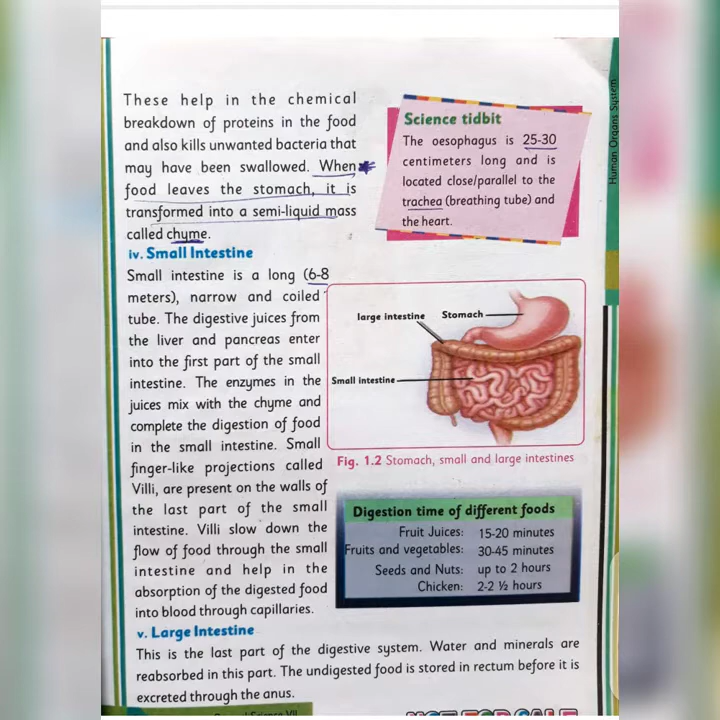 These help in the chemical
breakdown of proteins in the food
and also kills unwanted bacteria that
may have been swallowed. When
food leaves the stomach, it is
transformed into a semi-liquid mass
called chyme.
iv. Small Intestine
Small intestine is a long (6-8
meters), narrow and coiled
tube. The digestive juices from
the liver and pancreas enter
into the first part of the small
intestine. The enzymes in the
juices mix with the chyme and
complete the digestion of food
in the small intestine. Small
finger-like projections called
Villi, are present on the walls of
the last part of the small
intestine. Villi slow down the
flow of food through the small
intestine and help in the
absorption of the digested food
into blood through capillaries.
Science tidbit
The oesophagus is 25-30
centimeters long and is
located close/parallel to the
trachea (breathing tube) and
the heart.
large intestine
Stomach
Small intestine
Fig. 1.2 Stomach, small and large intestines
Digestion time of different foods
Fruit Juices: 15-20 minutes
Fruits and vegetables: 30-45 minutes
Seeds and Nuts: up to 2 hours
Chicken: 2-2 ½ hours
v. Large Intestine
This is the last part of the digestive system. Water and minerals are
reabsorbed in this part. The undigested food is stored in rectum before it is
excreted through the anus.
Human Organs System